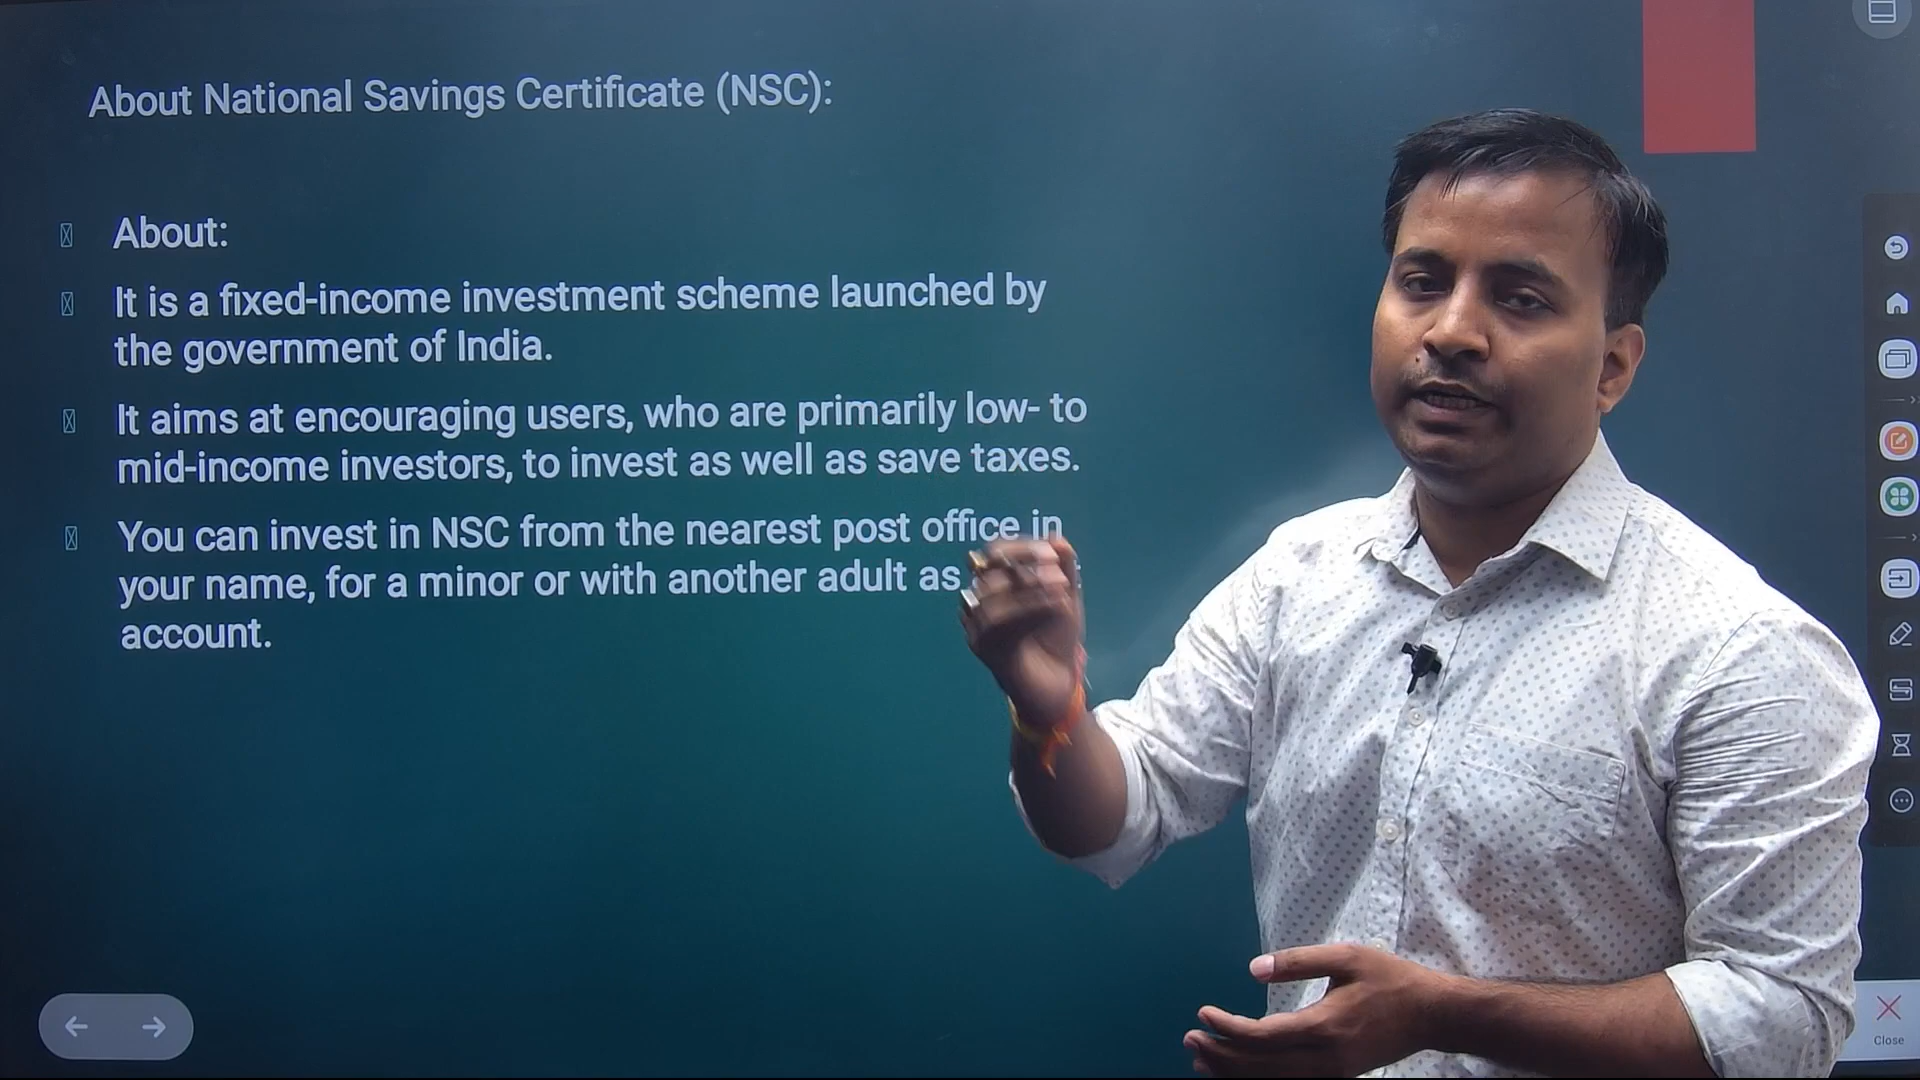 About National Savings Certificate (NSC):
About:
It is a fixed-income investment scheme launched by
the government of India.
It aims at encouraging users, who are primarily low- to
mid-income investors, to invest as well as save taxes.
You can invest in NSC from the nearest post office in
your name, for a minor or with another adult as
account.
Close